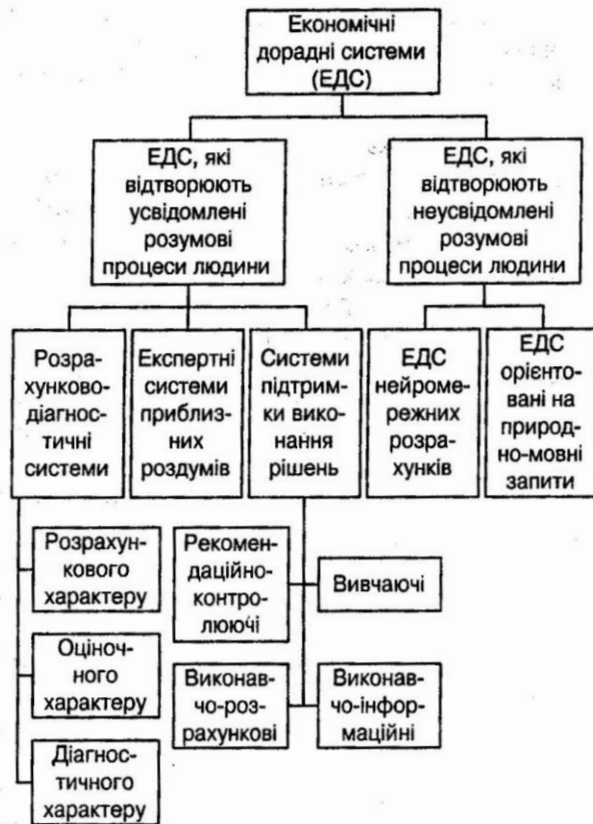 Економічні
дорадні системи
(ЕДС)
ЕДС, які
відтворюють
усвідомлені
розумові
процеси людини
ЕДС, які
відтворюють
неусвідомлені
розумові
процеси людини
Розра-
хунково-
діагнос-
тичні
системи
Експертні
системи
приблиз-
них
роздумів
Системи
підтрим-
ки вико-
нання
рішень
ЕДС
нейроме-
режних
розра-
хунків
ЕДС
орієнто-
вані на
природ-
но-мовні
запити
Розрахун-
кового
характеру
Оціноч-
ного
характеру
Діагнос-
тичного
характеру
Рекомен-
даційно-
контро-
люючі
Вивчаючі
Виконав-
чо-роз-
рахункові
Виконав-
чо-інфор-
маційні